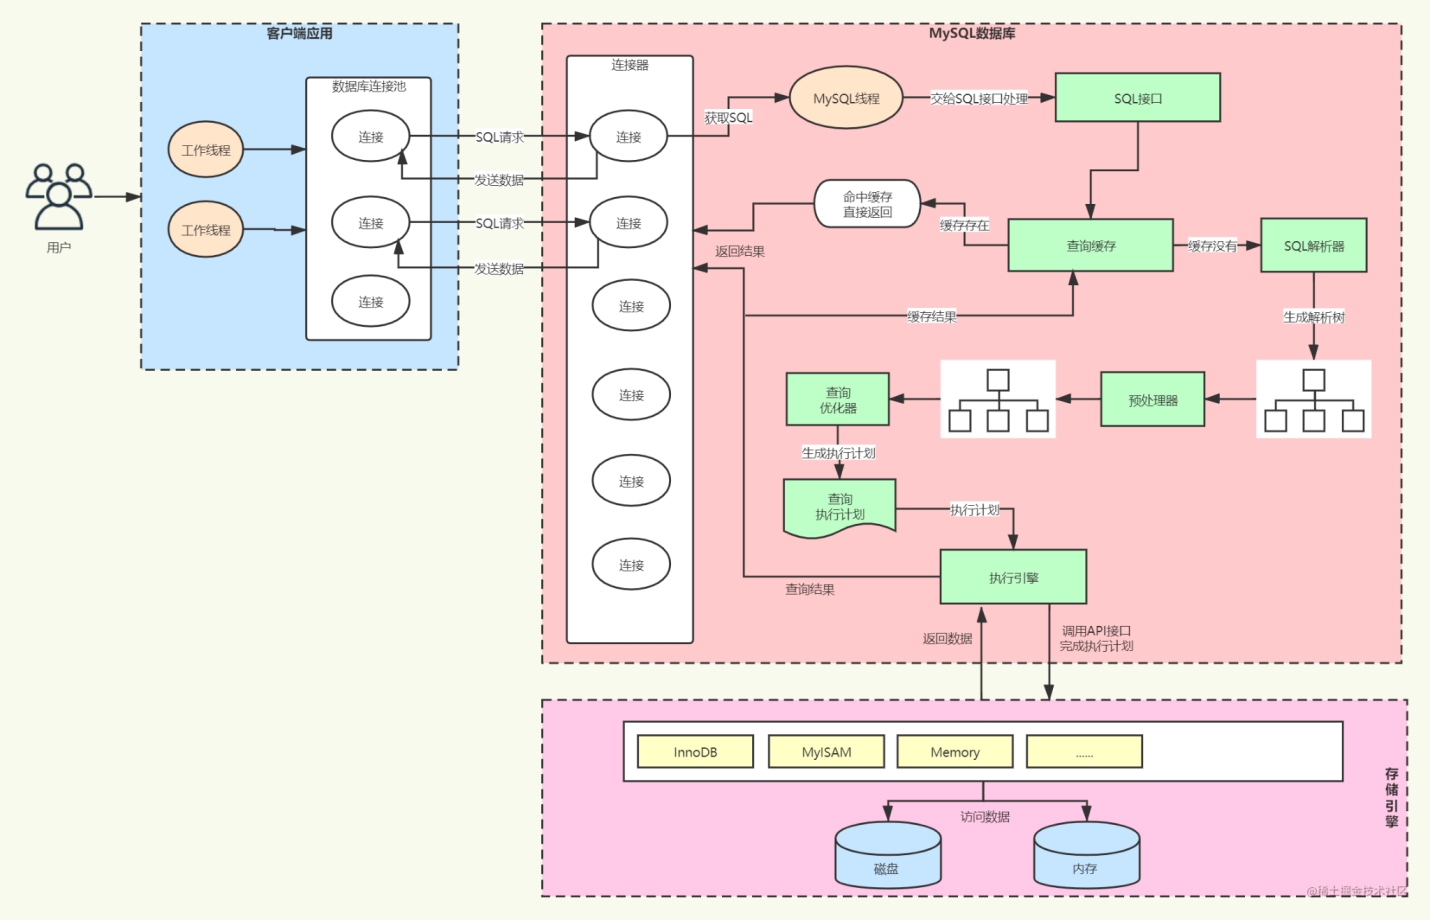 客户端应用
数据库连接池
连接
连接
连接
工作线程
工作线程
用户
SQL请求
发送数据
SQL请求
发送数据
MySQL数据库
连接器
连接
连接
连接
连接
连接
连接
获取SQL
MySQL线程
交给SQL接口处理
SQL接口
命中缓存
直接返回
缓存存在
返回结果
查询缓存
缓存没有
SQL解析器
缓存结果
生成解析树
预处理器
查询
优化器
生成执行计划
查询
执行计划
执行计划
执行引擎
查询结果
返回数据
调用API接口
完成执行计划
InnoDB
MyISAM
Memory
......
存储引擎
访问数据
磁盘
内存
@稀土掘金技术社区